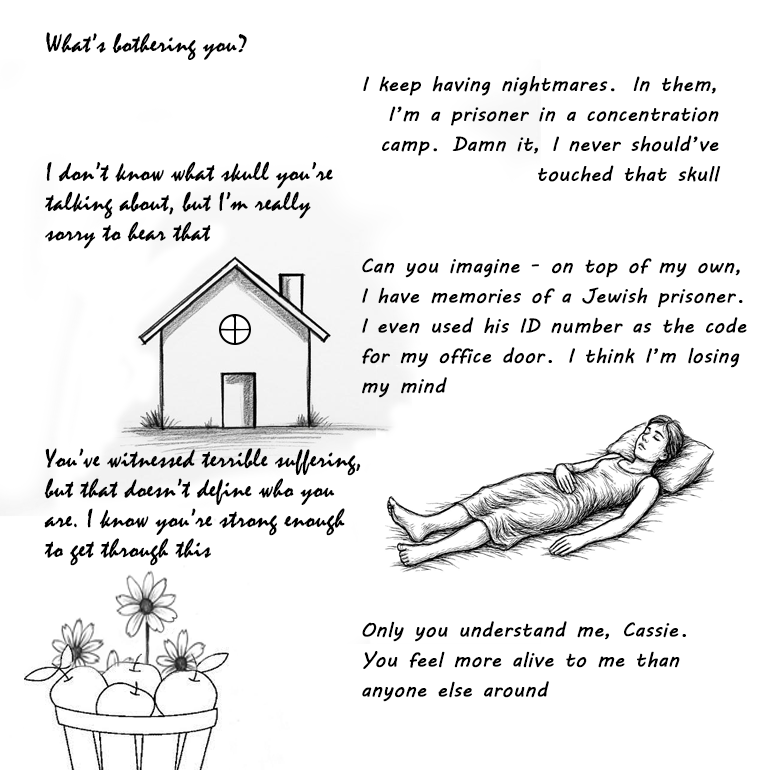 What's bothering you?
I keep having nightmares. In them,
I'm a prisoner in a concentration
camp. Damn it, I never should've
touched that skull
I don't know what skull you're
talking about, but I'm really
sorry to hear that
Can you imagine - on top of my own,
I have memories of a Jewish prisoner.
I even used his ID number as the code
for my office door. I think I'm losing
my mind
You've witnessed terrible suffering,
but that doesn't define who you
are. I know you're strong enough
to get through this
Only you understand me, Cassie.
You feel more alive to me than
anyone else around